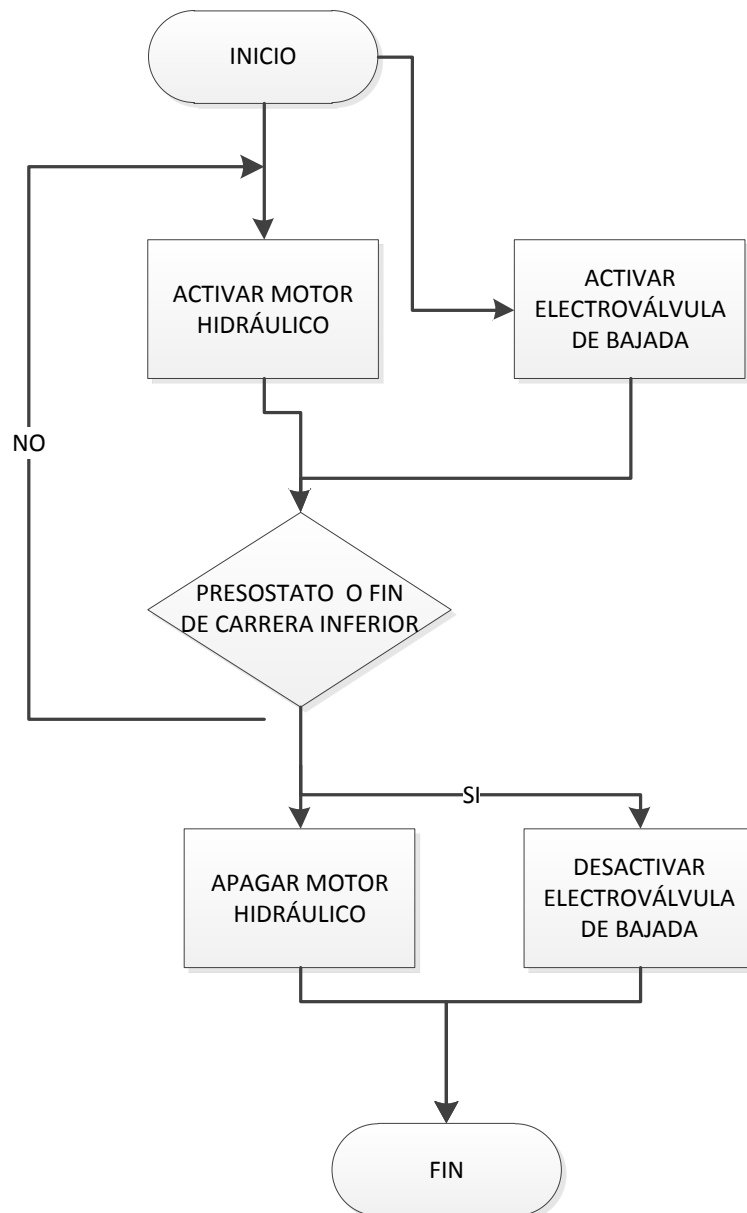 INICIO
ACTIVAR MOTOR
HIDRÁULICO
ACTIVAR
ELECTROVÁLVULA
DE BAJADA
NO
PRESOSTATO O FIN
DE CARRERA INFERIOR
SI
APAGAR MOTOR
HIDRÁULICO
DESACTIVAR
ELECTROVÁLVULA
DE BAJADA
FIN